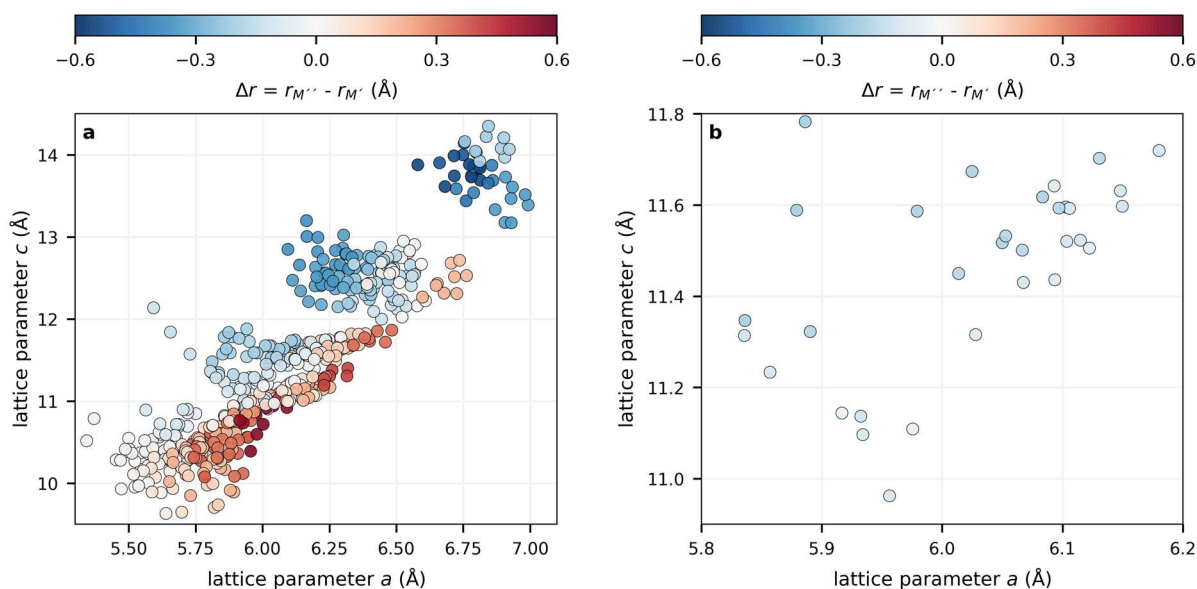 −0.6 −0.3 0.0 0.3 0.6
Δr = r_M´´ - r_M´ (Å)
a
14
13
12
11
10
lattice parameter c (Å)
5.50 5.75 6.00 6.25 6.50 6.75 7.00
lattice parameter a (Å)
−0.6 −0.3 0.0 0.3 0.6
Δr = r_M´´ - r_M´ (Å)
b
11.8
11.6
11.4
11.2
11.0
lattice parameter c (Å)
5.8 5.9 6.0 6.1 6.2
lattice parameter a (Å)